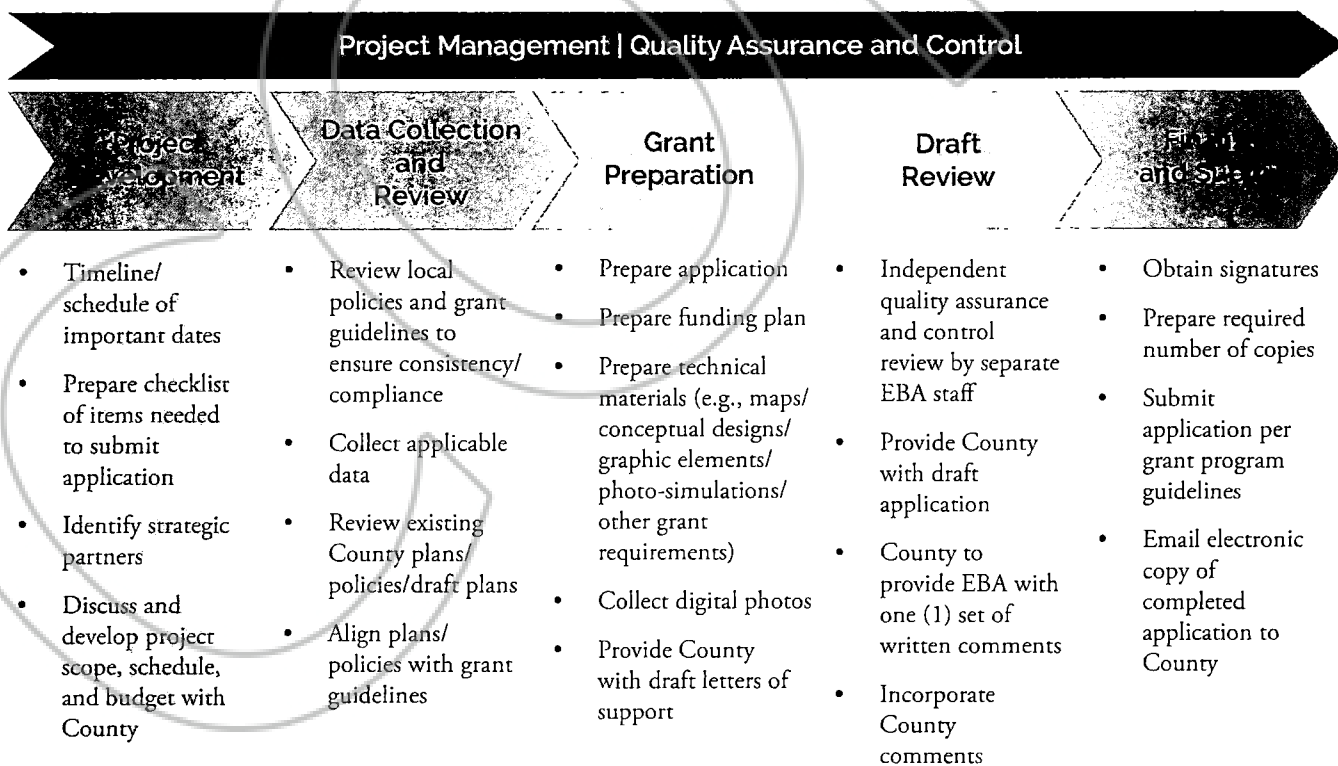 Project Management | Quality Assurance and Control
Project
Data Collection
and
Review
Grant
Preparation
Draft
Review
and
• Timeline/
schedule of
important dates
• Prepare checklist
of items needed
to submit
application
• Identify strategic
partners
• Discuss and
develop project
scope, schedule,
and budget with
County
• Review local
policies and grant
guidelines to
ensure consistency/
compliance
• Collect applicable
data
• Review existing
County plans/
policies/draft plans
• Align plans/
policies with grant
guidelines
• Prepare application
• Prepare funding plan
• Prepare technical
materials (e.g., maps/
conceptual designs/
graphic elements/
photo-simulations/
other grant
requirements)
• Collect digital photos
• Provide County
with draft letters of
support
• Independent
quality assurance
and control
review by separate
EBA staff
• Provide County
with draft
application
• County to
provide EBA with
one (1) set of
written comments
• Incorporate
County
comments
• Obtain signatures
• Prepare required
number of copies
• Submit
application per
grant program
guidelines
• Email electronic
copy of
completed
application to
County